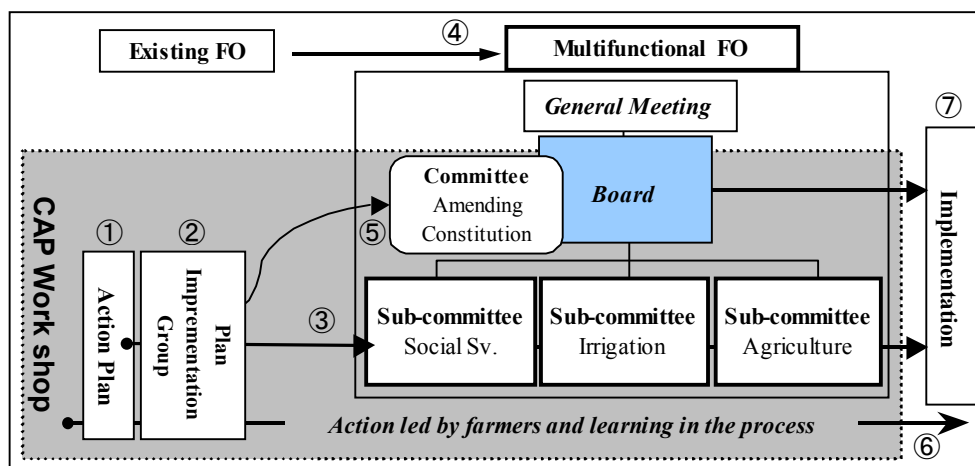 ④
Existing FO
Multifunctional FO
General Meeting
⑦
Committee
Amending
Constitution
Board
⑤
CAP Work shop
①
②
Action Plan
Plan
Imprementation
Group
③
Sub-committee
Social Sv.
Sub-committee
Irrigation
Sub-committee
Agriculture
Implementation
Action led by farmers and learning in the process
⑥